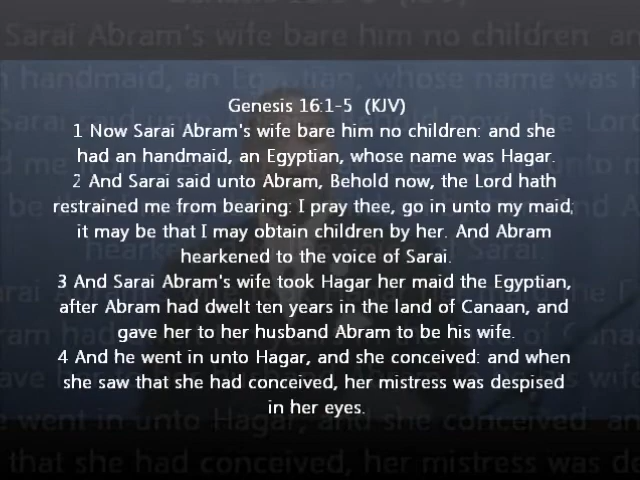 Genesis 16:1-5 (KJV)
1 Now Sarai Abram's wife bare him no children: and she
had an handmaid, an Egyptian, whose name was Hagar.
2 And Sarai said unto Abram, Behold now, the Lord hath
restrained me from bearing: I pray thee, go in unto my maid;
it may be that I may obtain children by her. And Abram
hearkened to the voice of Sarai.
3 And Sarai Abram's wife took Hagar her maid the Egyptian,
after Abram had dwelt ten years in the land of Canaan, and
gave her to her husband Abram to be his wife.
4 And he went in unto Hagar, and she conceived: and when
she saw that she had conceived, her mistress was despised
in her eyes.